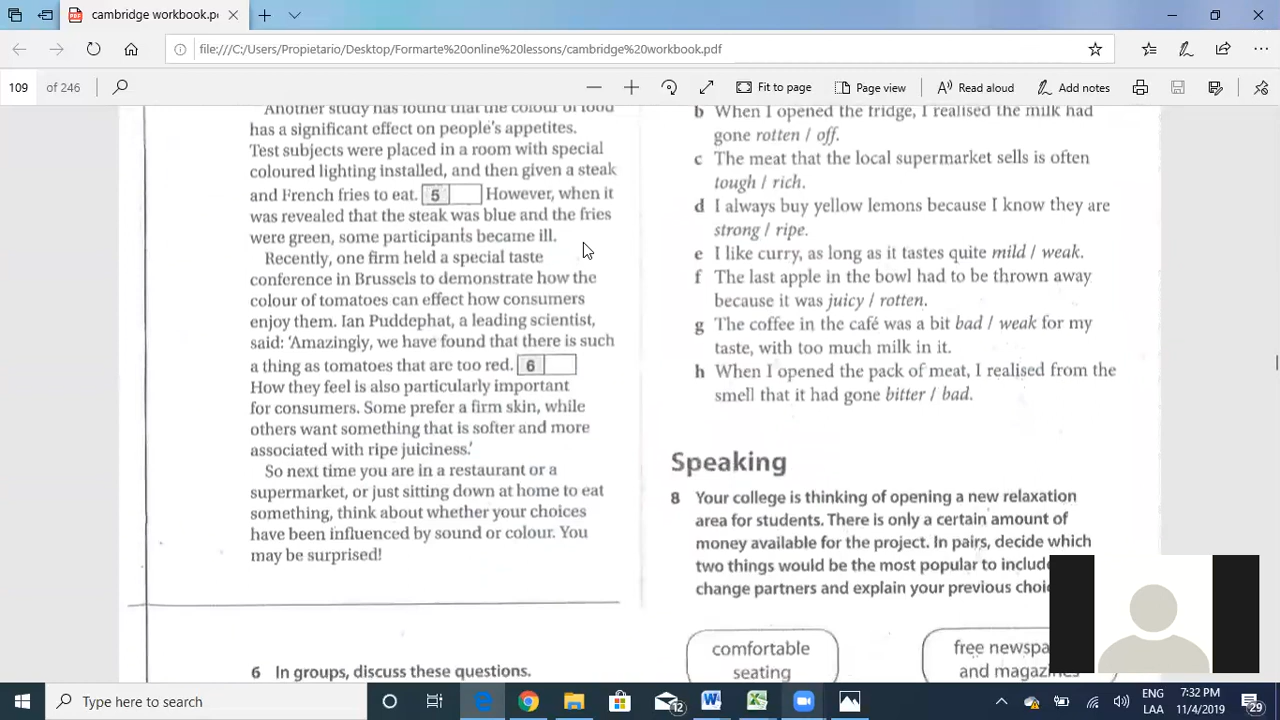 cambridge workbook.p
file:///C:/Users/Propietario/Desktop/Formarte%20online%20lessons/cambridge%20workbook.pdf
109 of 246
Fit to page
Page view
Read aloud
Add notes
Another study has found that the colour of food
has a significant effect on people's appetites.
Test subjects were placed in a room with special
coloured lighting installed, and then given a steak
and French fries to eat. 5 However, when it
was revealed that the steak was blue and the fries
were green, some participants became ill.
Recently, one firm held a special taste
conference in Brussels to demonstrate how the
colour of tomatoes can effect how consumers
enjoy them. Ian Puddephat, a leading scientist,
said: 'Amazingly, we have found that there is such
a thing as tomatoes that are too red. 6
How they feel is also particularly important
for consumers. Some prefer a firm skin, while
others want something that is softer and more
associated with ripe juiciness.'
So next time you are in a restaurant or a
supermarket, or just sitting down at home to eat
something, think about whether your choices
have been influenced by sound or colour. You
may be surprised!
6 In groups, discuss these questions.
b When I opened the fridge, I realised the milk had
gone rotten / off.
c The meat that the local supermarket sells is often
tough / rich.
d I always buy yellow lemons because I know they are
strong / ripe.
e I like curry, as long as it tastes quite mild / weak.
f The last apple in the bowl had to be thrown away
because it was juicy / rotten.
g The coffee in the café was a bit bad / weak for my
taste, with too much milk in it.
h When I opened the pack of meat, I realised from the
smell that it had gone bitter / bad.
Speaking
8 Your college is thinking of opening a new relaxation
area for students. There is only a certain amount of
money available for the project. In pairs, decide which
two things would be the most popular to includ
change partners and explain your previous choi
comfortable
seating
free newspa
and magazin
Type here to search
12
ENG
LAA
7:32 PM
11/4/2019
29